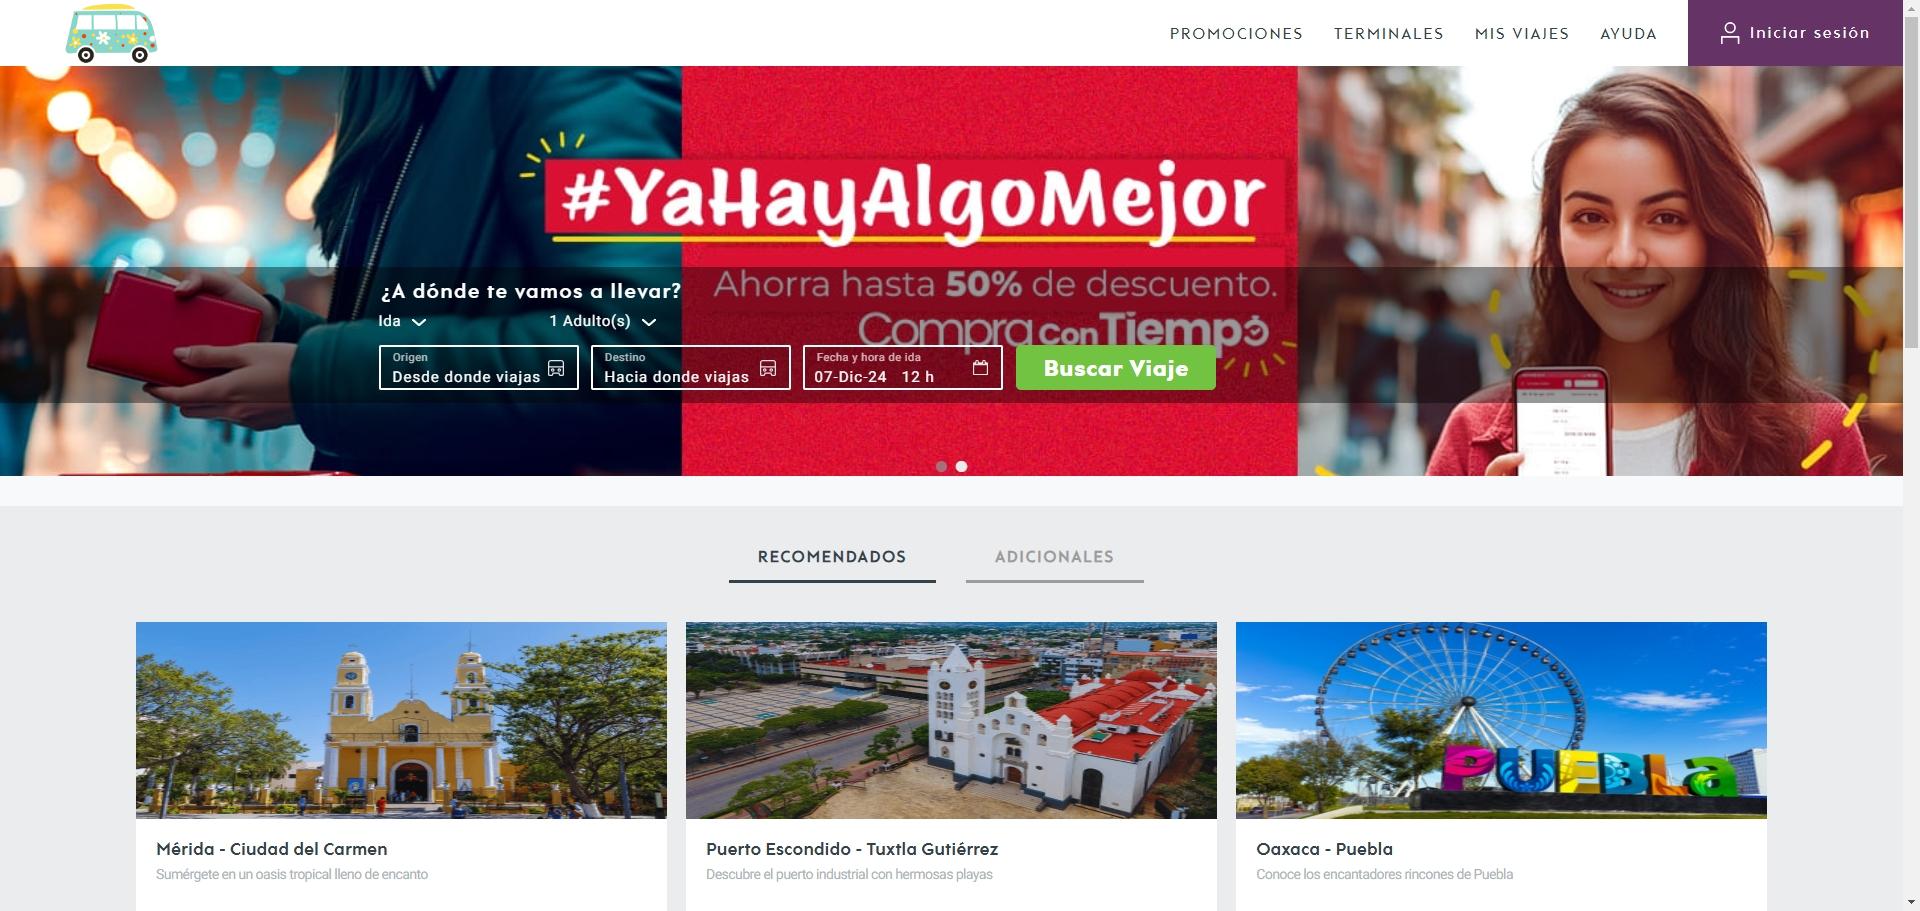 PROMOCIONES TERMINALES MIS VIAJES AYUDA Iniciar sesión
#YaHayAlgoMejor
Ahorra hasta 50% de descuento.
Compra con Tiempo
¿A dónde te vamos a llevar?
Ida 1 Adulto(s)
Origen
Desde donde viajas
Destino
Hacia donde viajas
Fecha y hora de ida
07-Dic-24 12 h
Buscar Viaje
RECOMENDADOS ADICIONALES
PUEBLa
Mérida - Ciudad del Carmen
Sumérgete en un oasis tropical lleno de encanto
Puerto Escondido - Tuxtla Gutiérrez
Descubre el puerto industrial con hermosas playas
Oaxaca - Puebla
Conoce los encantadores rincones de Puebla